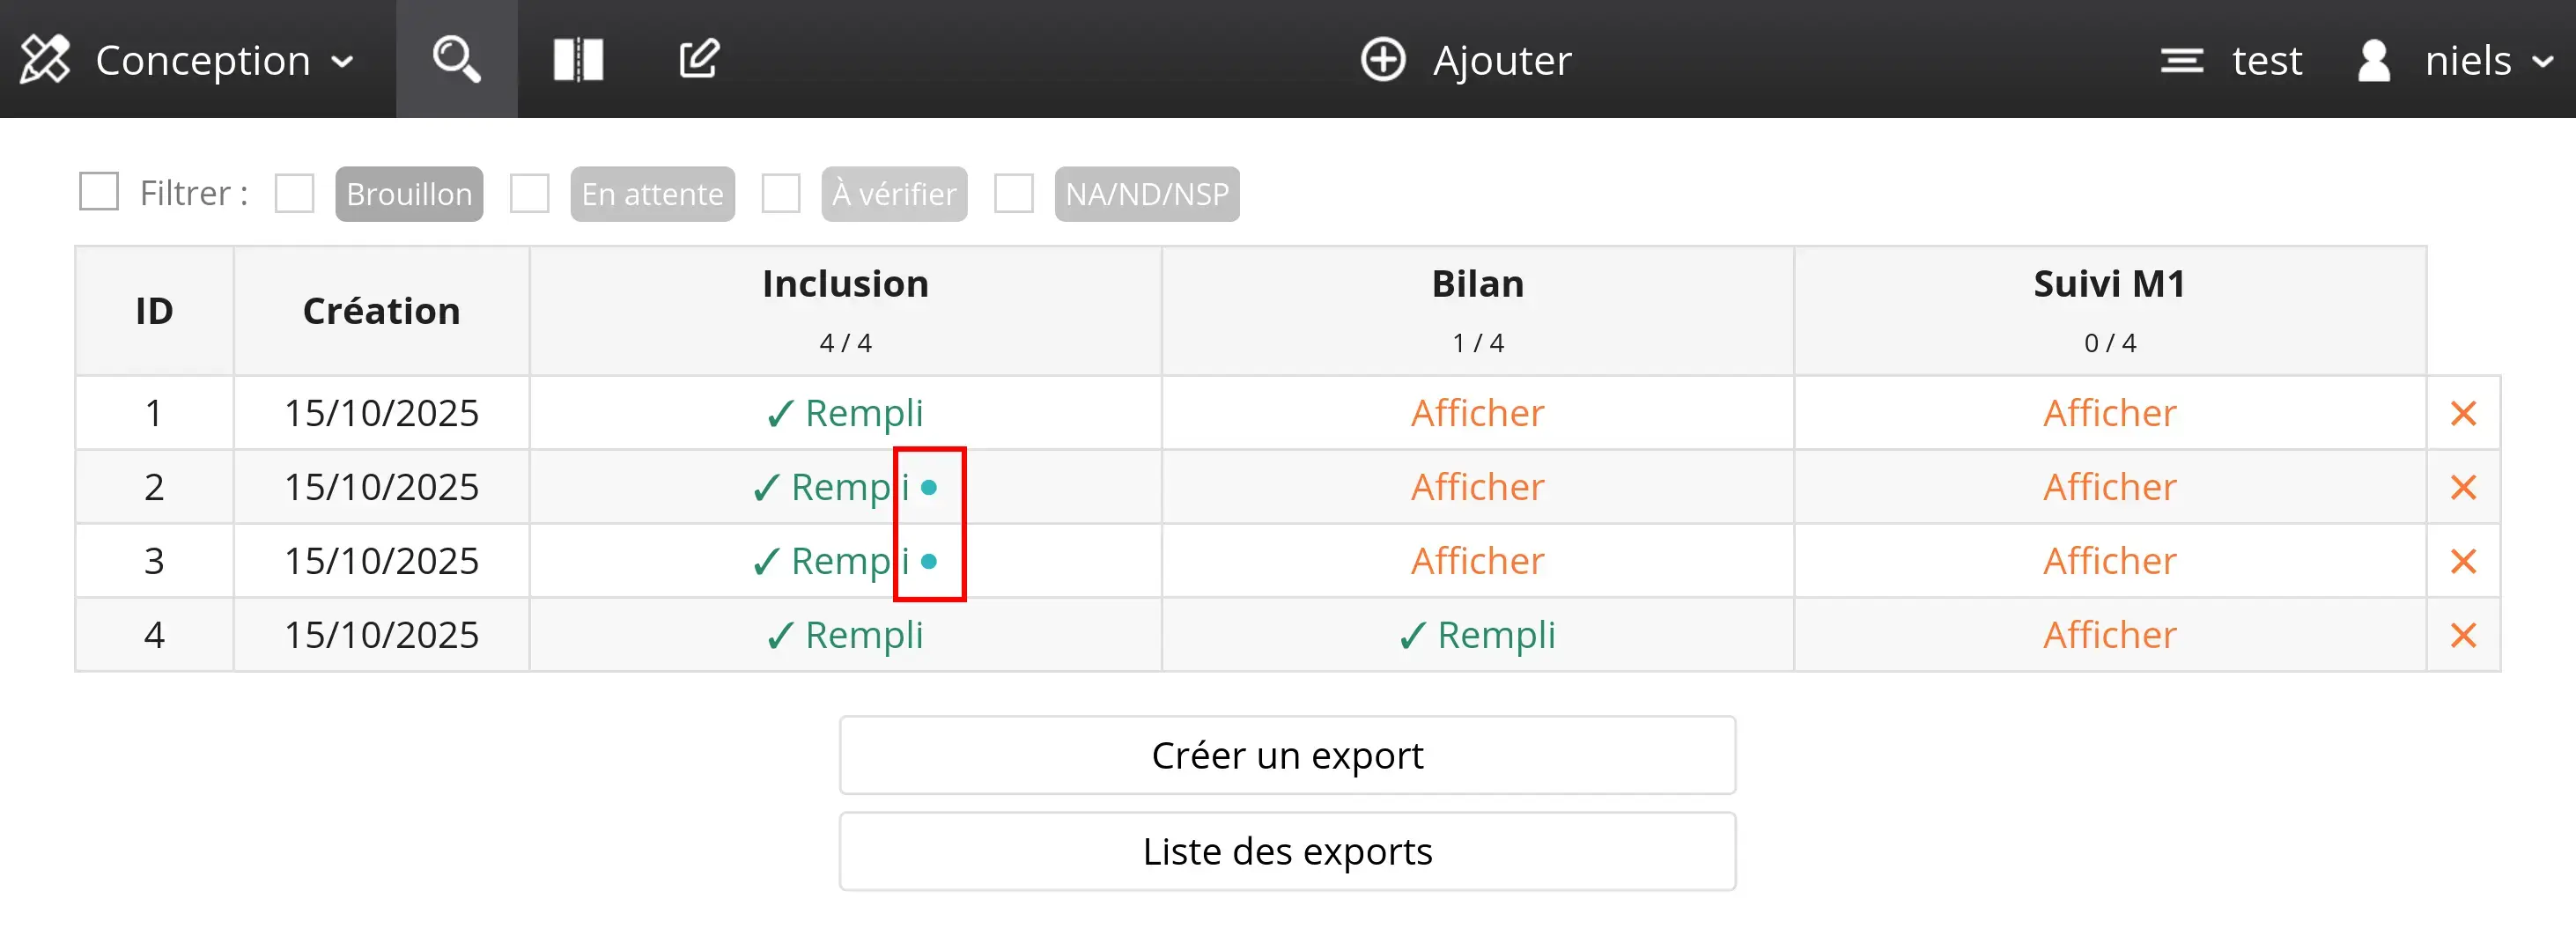 Conception Ajouter test niels
Filtrer : Brouillon En attente À vérifier NA/ND/NSP
ID Création Inclusion Bilan Suivi M1
4 / 4 1 / 4 0 / 4
1 15/10/2025 ✓ Rempli Afficher Afficher ✕
2 15/10/2025 ✓ Rempli Afficher Afficher ✕
3 15/10/2025 ✓ Rempli Afficher Afficher ✕
4 15/10/2025 ✓ Rempli ✓ Rempli Afficher ✕
Créer un export
Liste des exports